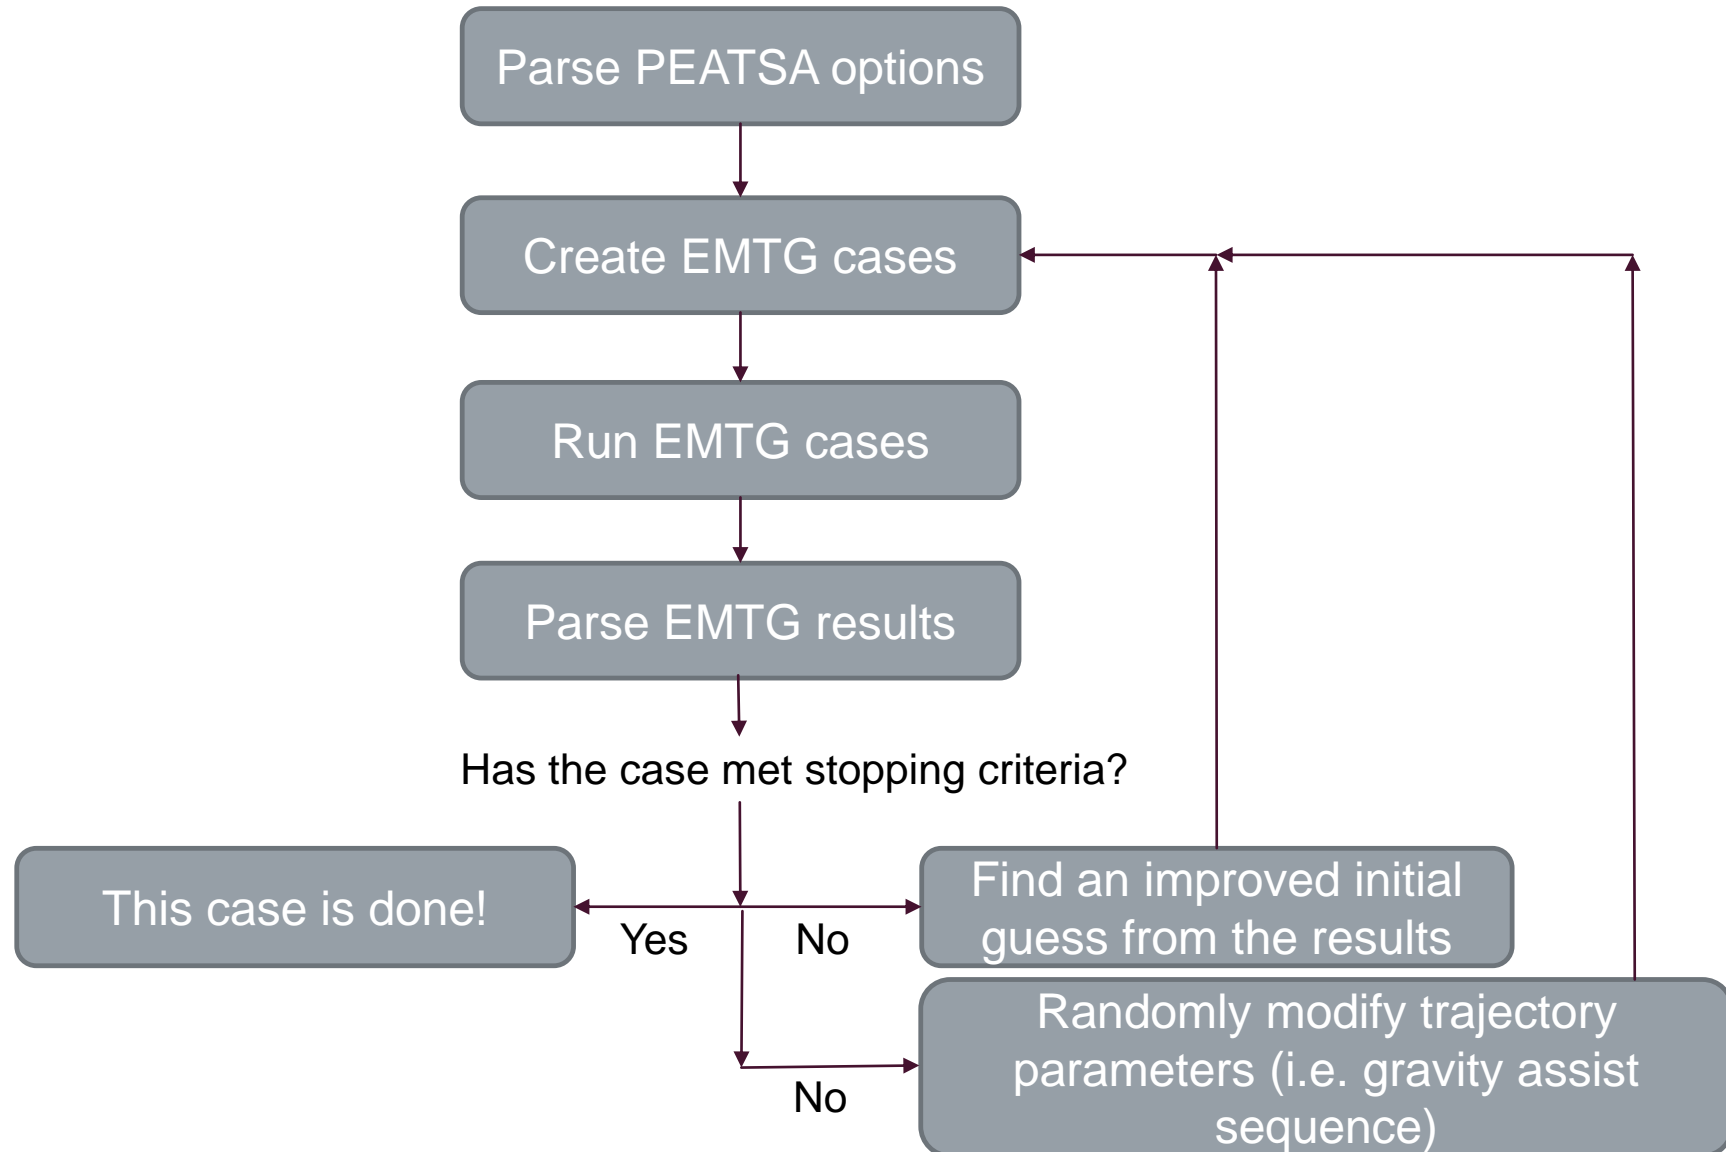 Parse PEATSA options
Create EMTG cases
Run EMTG cases
Parse EMTG results
Has the case met stopping criteria?
This case is done!
Yes
No
Find an improved initial
guess from the results
No
Randomly modify trajectory
parameters (i.e. gravity assist
sequence)